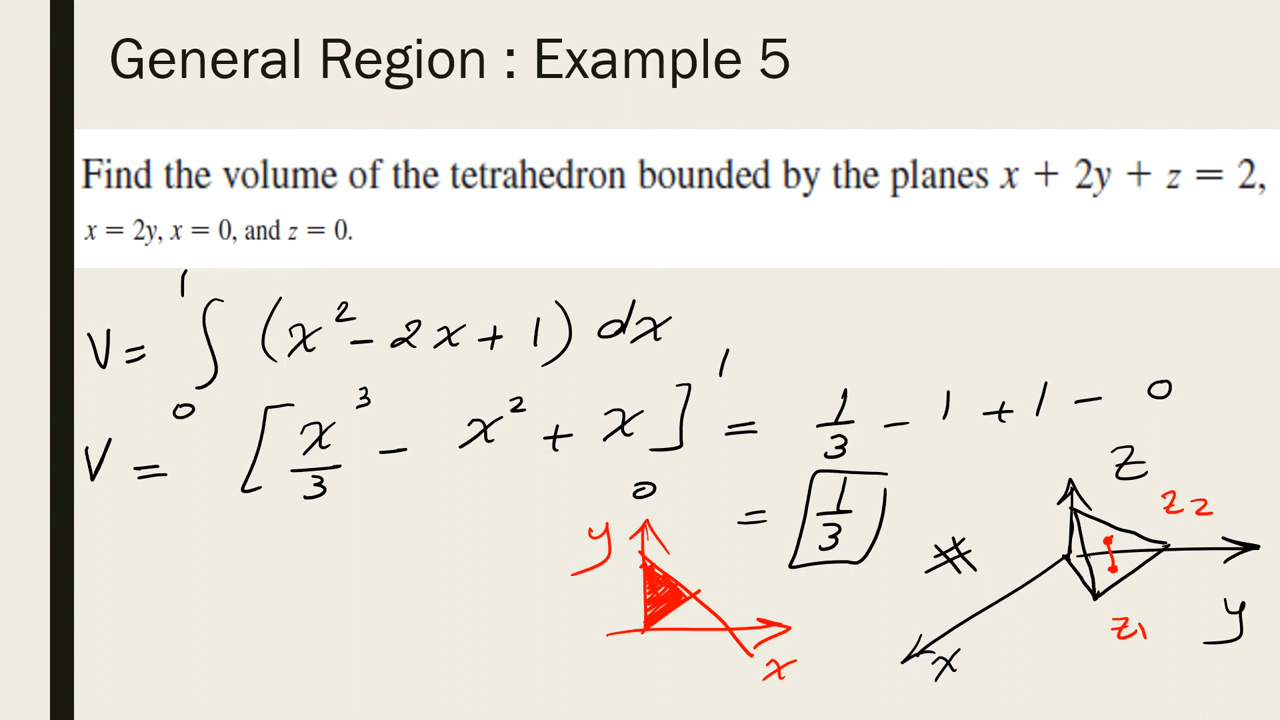 General Region : Example 5
Find the volume of the tetrahedron bounded by the planes x + 2y + z = 2,
x = 2y, x = 0, and z = 0.
V = ∫₀¹ (x² - 2x + 1) dx
V = [x³/3 - x² + x]₀¹ = 1/3 - 1 + 1 - 0
= 1/3 #
y
x
z
z2
z1
y
x